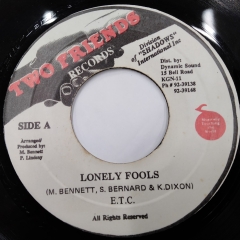 TWO FRIENDS
RECORDS
Division
of
"SHADOWS"
International Inc
SIDE A
Dist. by:
Dynamic Sound
15 Bell Road
KGN-11
Ph # 92-39138
92-39148
Arranged/
Produced by:
M. Bennett
P. Lindsay
LONELY FOOLS
(M. BENNETT, S. BERNARD & K. DIXON)
E.T.C.
All Rights Reserved